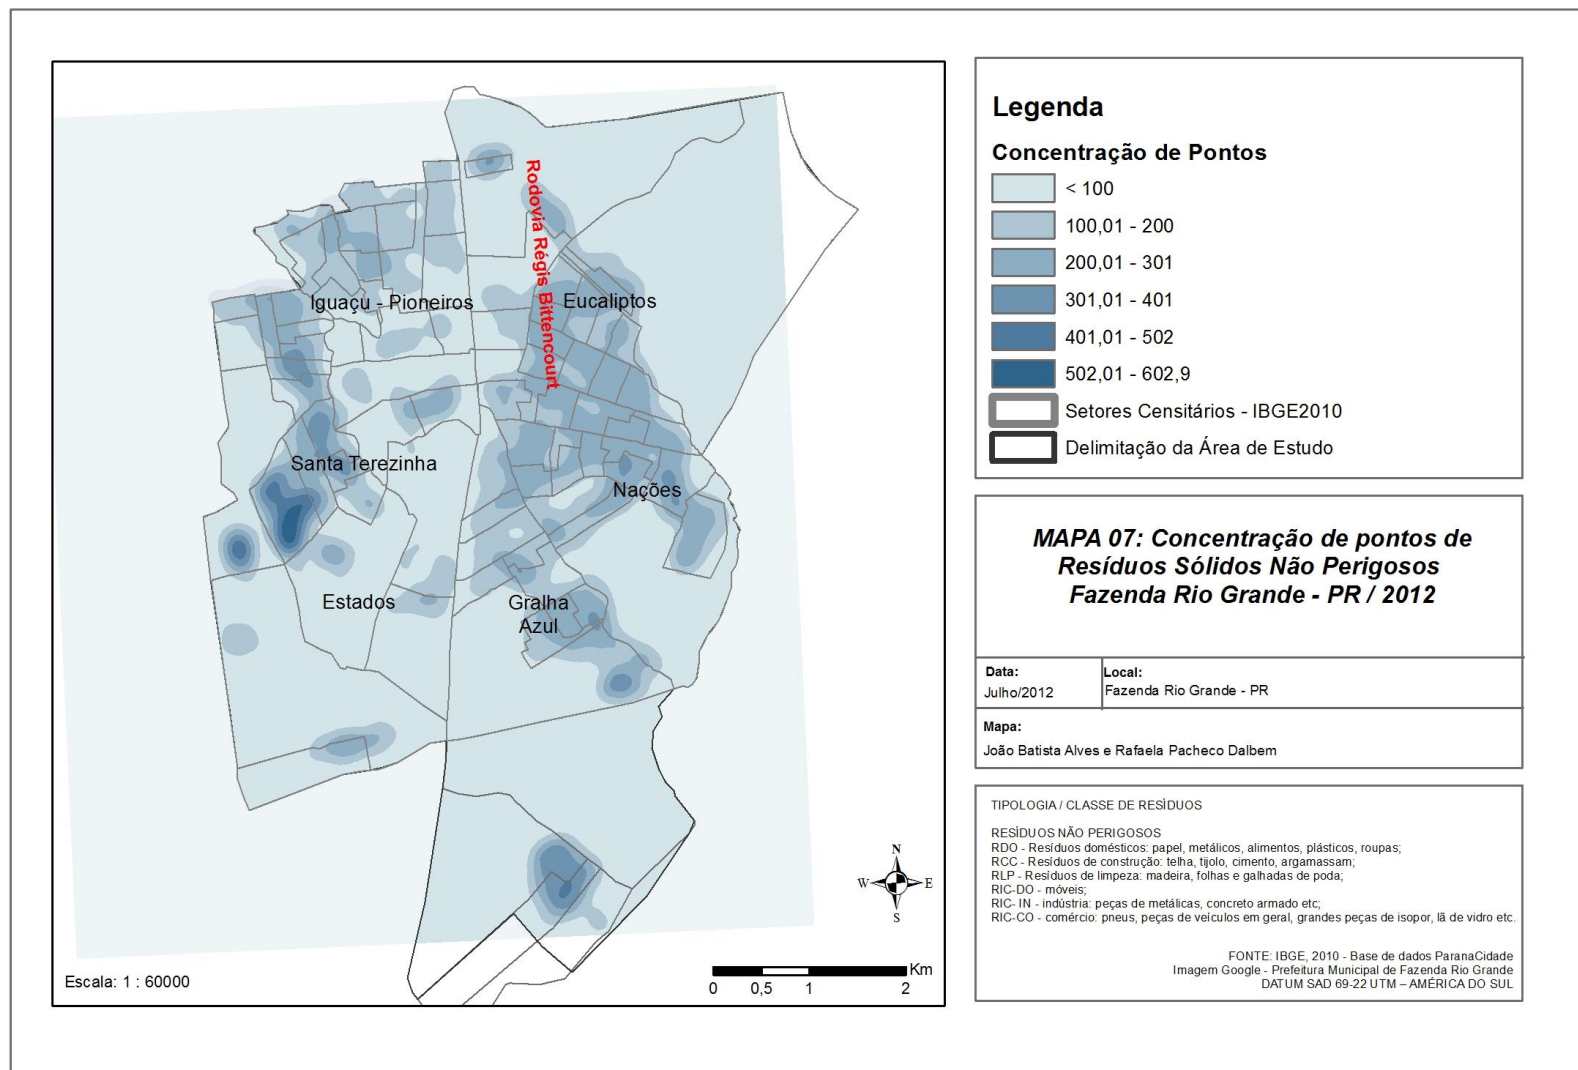 Rodovia Régis Bittencourt
Iguaçu - Pioneiros
Eucaliptos
Santa Terezinha
Nações
Estados
Gralha
Azul
N
W
E
S
Escala: 1 : 60000
Km
0 0,5 1 2
Legenda
Concentração de Pontos
< 100
100,01 - 200
200,01 - 301
301,01 - 401
401,01 - 502
502,01 - 602,9
Setores Censitários - IBGE2010
Delimitação da Área de Estudo
MAPA 07: Concentração de pontos de
Resíduos Sólidos Não Perigosos
Fazenda Rio Grande - PR / 2012
Data:
Julho/2012
Local:
Fazenda Rio Grande - PR
Mapa:
João Batista Alves e Rafaela Pacheco Dalbem
TIPOLOGIA / CLASSE DE RESÌDUOS
RESÌDUOS NÃO PERIGOSOS
RDO - Resíduos domésticos: papel, metálicos, alimentos, plásticos, roupas;
RCC - Resíduos de construção: telha, tijolo, cimento, argamassam;
RLP - Resíduos de limpeza: madeira, folhas e galhadas de poda;
RIC-DO - móveis;
RIC- IN - indústria: peças de metálicas, concreto armado etc;
RIC-CO - comércio: pneus, peças de veículos em geral, grandes peças de isopor, lã de vidro etc.
FONTE: IBGE, 2010 - Base de dados ParanaCidade
Imagem Google - Prefeitura Municipal de Fazenda Rio Grande
DATUM SAD 69-22 UTM – AMÉRICA DO SUL